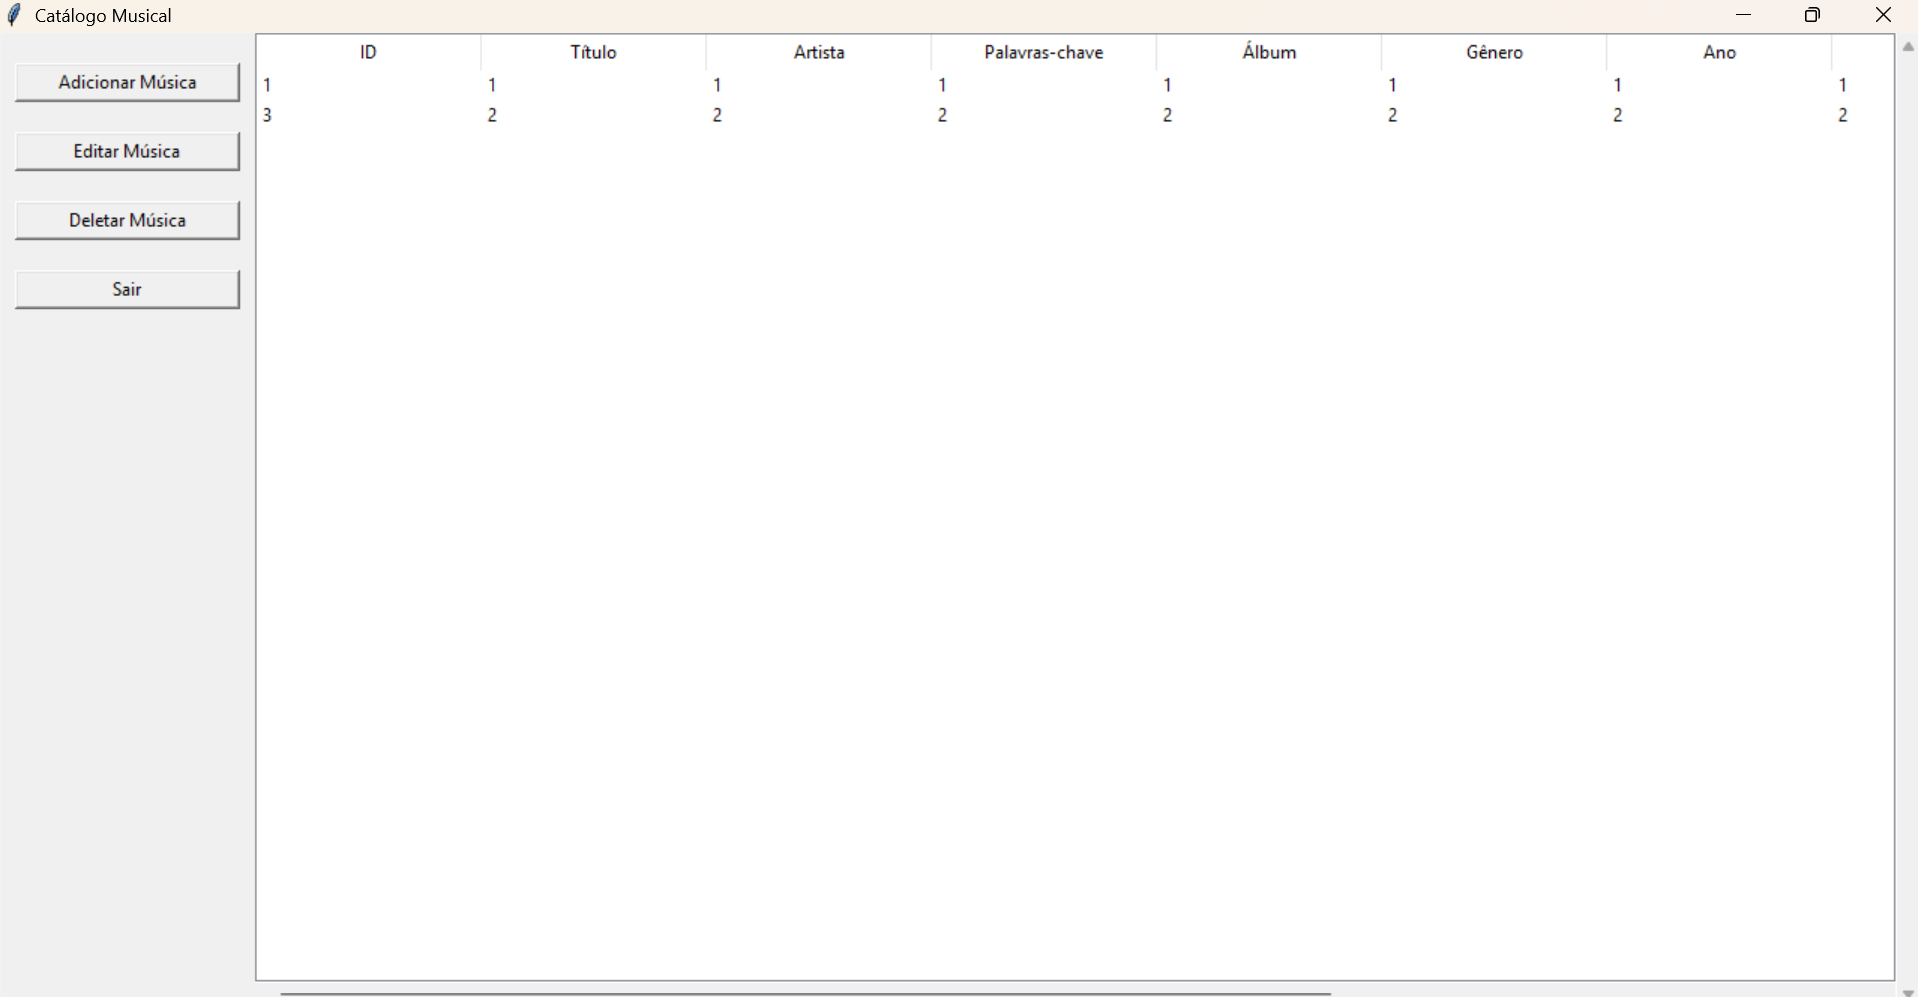 Catálogo Musical
ID Título Artista Palavras-chave Álbum Gênero Ano
1 1 1 1 1 1 1 1
3 2 2 2 2 2 2 2
Adicionar Música
Editar Música
Deletar Música
Sair